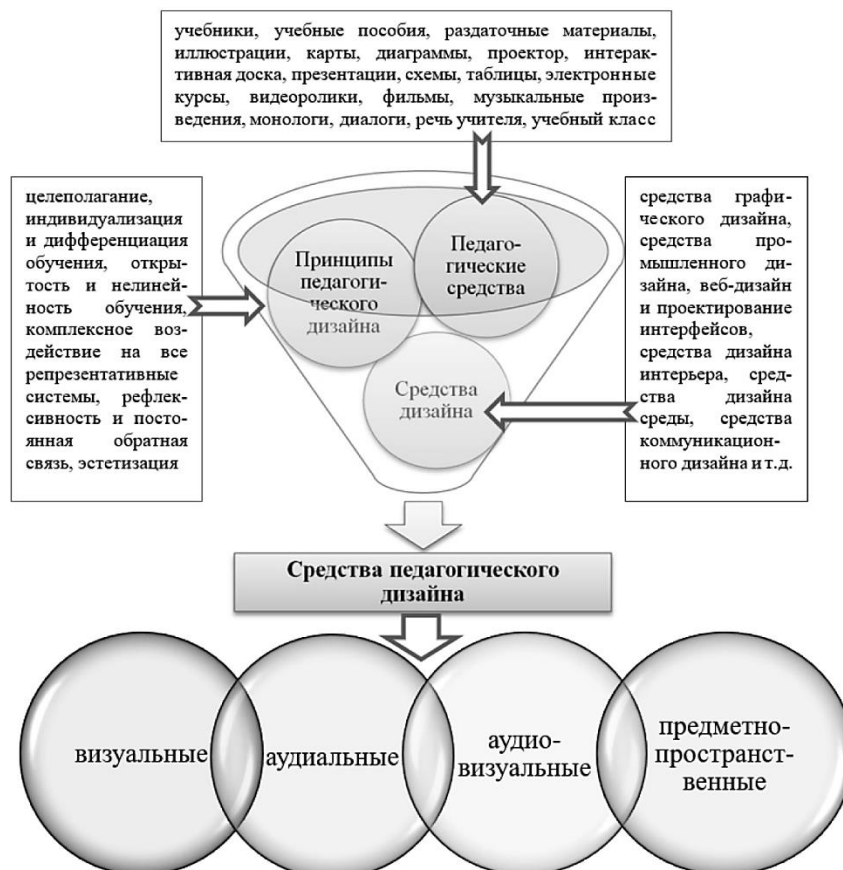 учебники, учебные пособия, раздаточные материалы,
иллюстрации, карты, диаграммы, проектор, интерак-
тивная доска, презентации, схемы, таблицы, электронные
курсы, видеоролики, фильмы, музыкальные произ-
ведения, монологи, диалоги, речь учителя, учебный класс
целеполагание,
индивидуализация
и дифференциация
обучения, откры-
тость и нелиней-
ность обучения,
комплексное воз-
действие на все
репрезентативные
системы, рефлек-
сивность и посто-
янная обратная
связь, эстетизация
Принципы
педагоги-
ческого
дизайна
Педаго-
гические
средства
Средства
дизайна
средства графи-
ческого дизайна,
средства про-
мышленного ди-
зайна, веб-дизайн
и проектирование
интерфейсов,
средства дизайна
интерьера, сред-
ства дизайна
среды, средства
коммуникацион-
ного дизайна и т.д.
Средства педагогического
дизайна
визуальные
аудиальные
аудио-
визуальные
предметно-
пространст-
венные